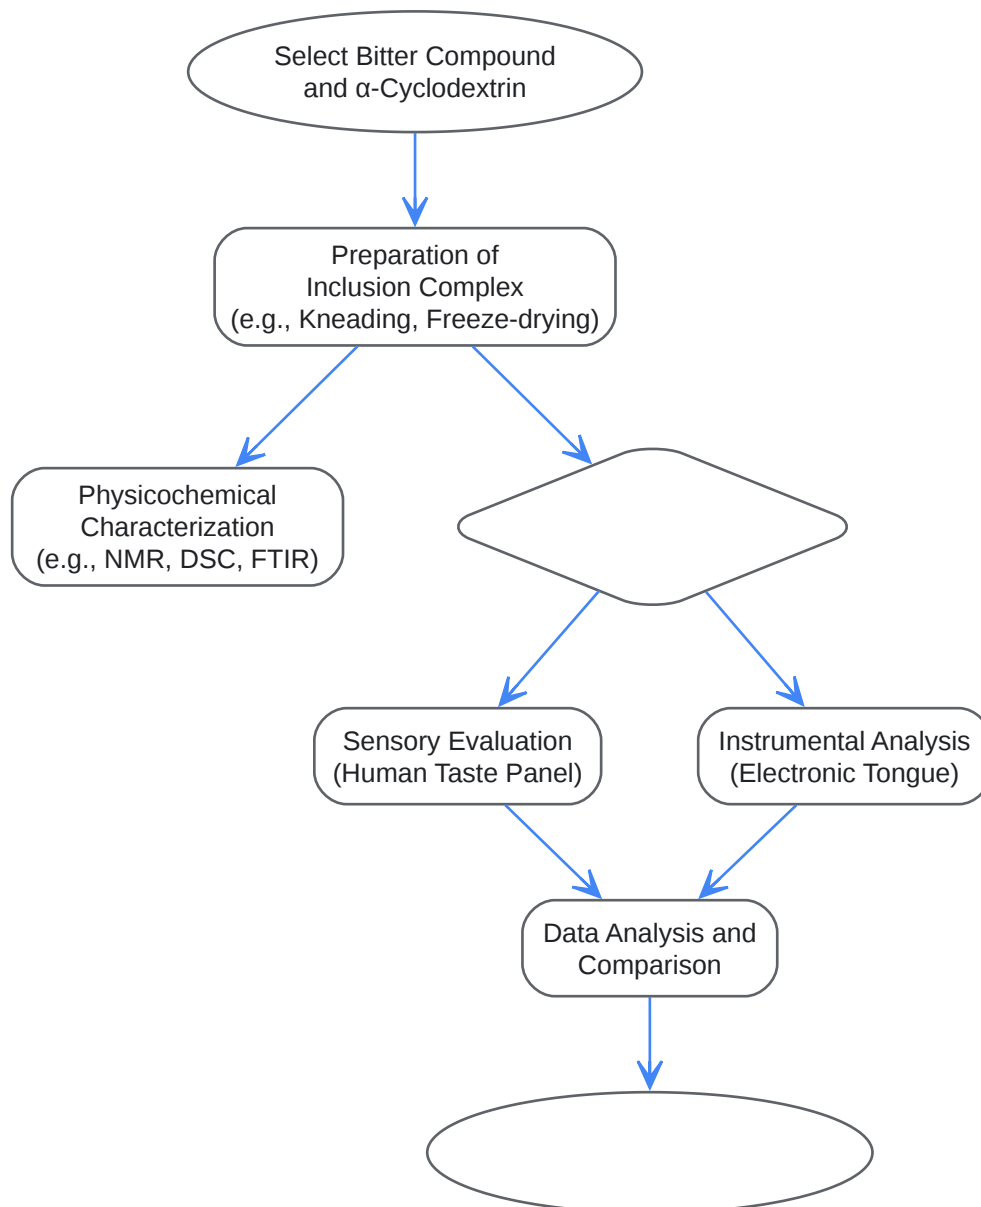 Select Bitter Compound
and α-Cyclodextrin
Preparation of
Inclusion Complex
(e.g., Kneading, Freeze-drying)
Physicochemical
Characterization
(e.g., NMR, DSC, FTIR)
Sensory Evaluation
(Human Taste Panel)
Instrumental Analysis
(Electronic Tongue)
Data Analysis and
Comparison